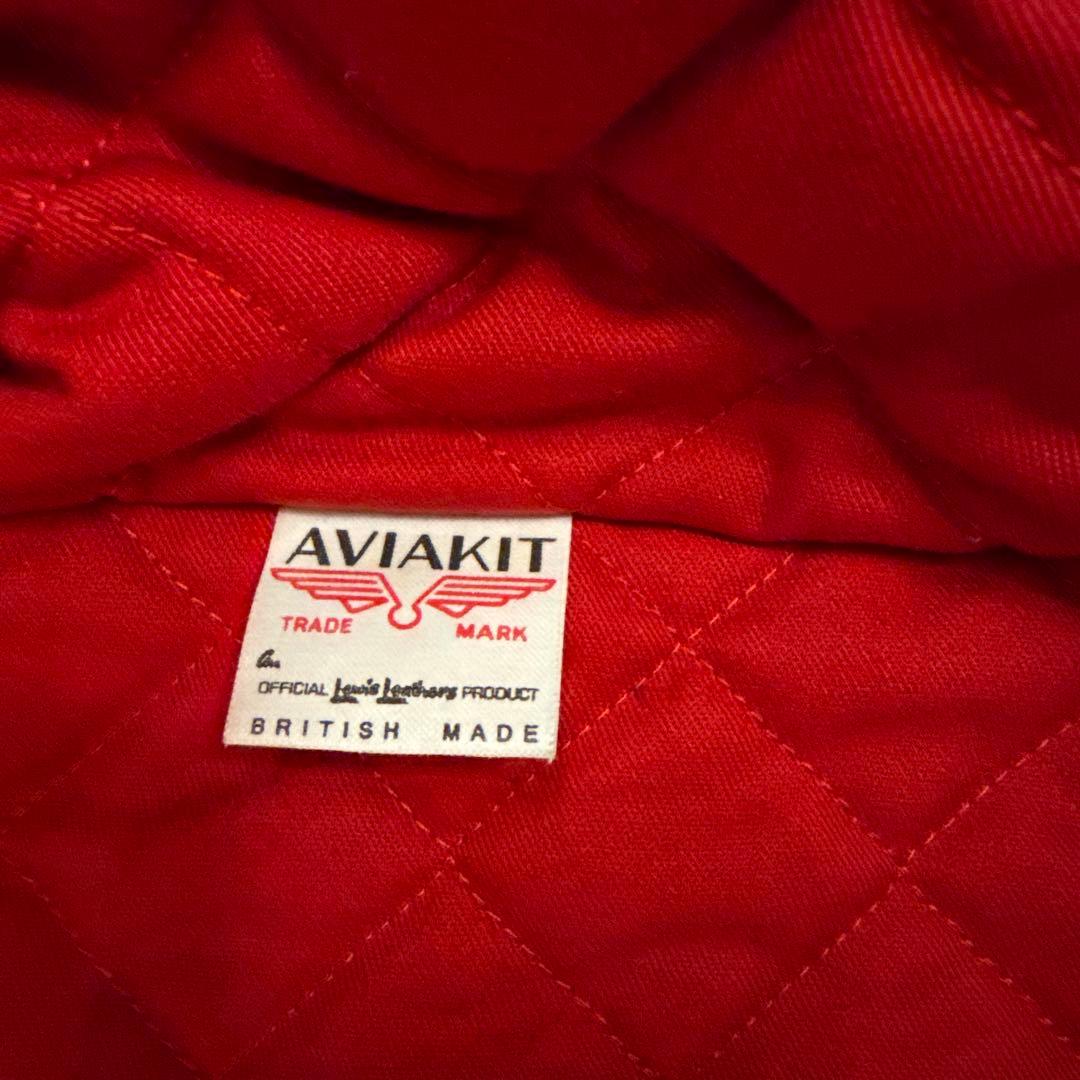 AVIAKIT
TRADE MARK
An
OFFICIAL Lewis Leathers PRODUCT
BRITISH MADE